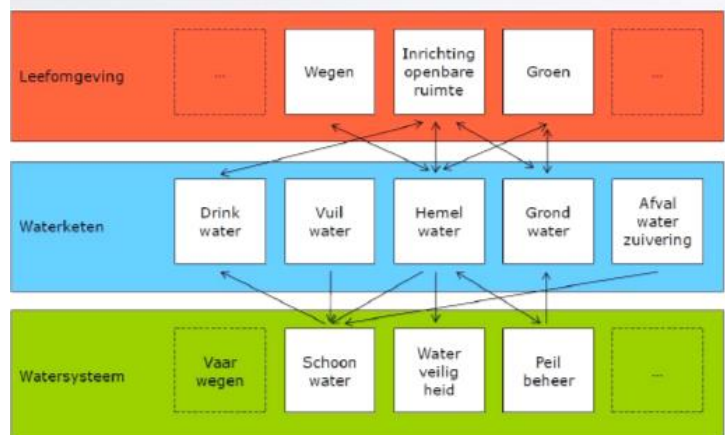 Leefomgeving
...
Wegen
Inrichting
openbare
ruimte
Groen
...
Waterketen
Drink
water
Vuil
water
Hemel
water
Grond
water
Afval
water
zuivering
Watersysteem
Vaar
wegen
Schoon
water
Water
veilig
heid
Peil
beheer
...